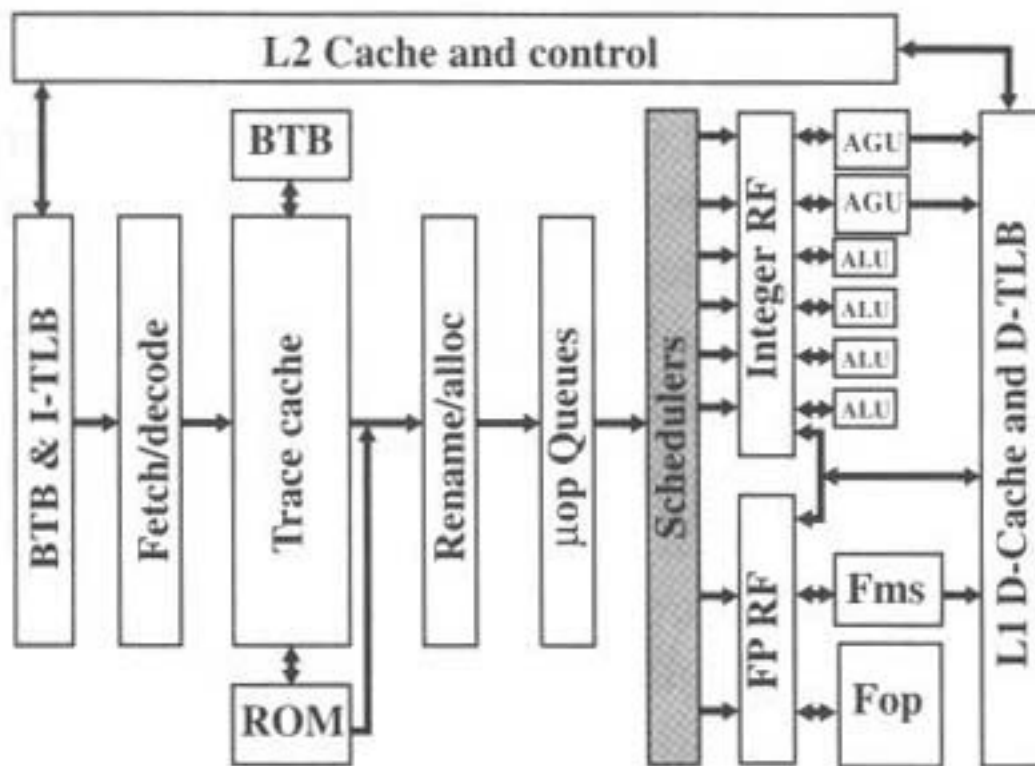 L2 Cache and control
BTB & I-TLB
Fetch/decode
BTB
Trace cache
ROM
Rename/alloc
μop Queues
Schedulers
Integer RF
FP RF
AGU
AGU
ALU
ALU
ALU
ALU
Fms
Fop
L1 D-Cache and D-TLB